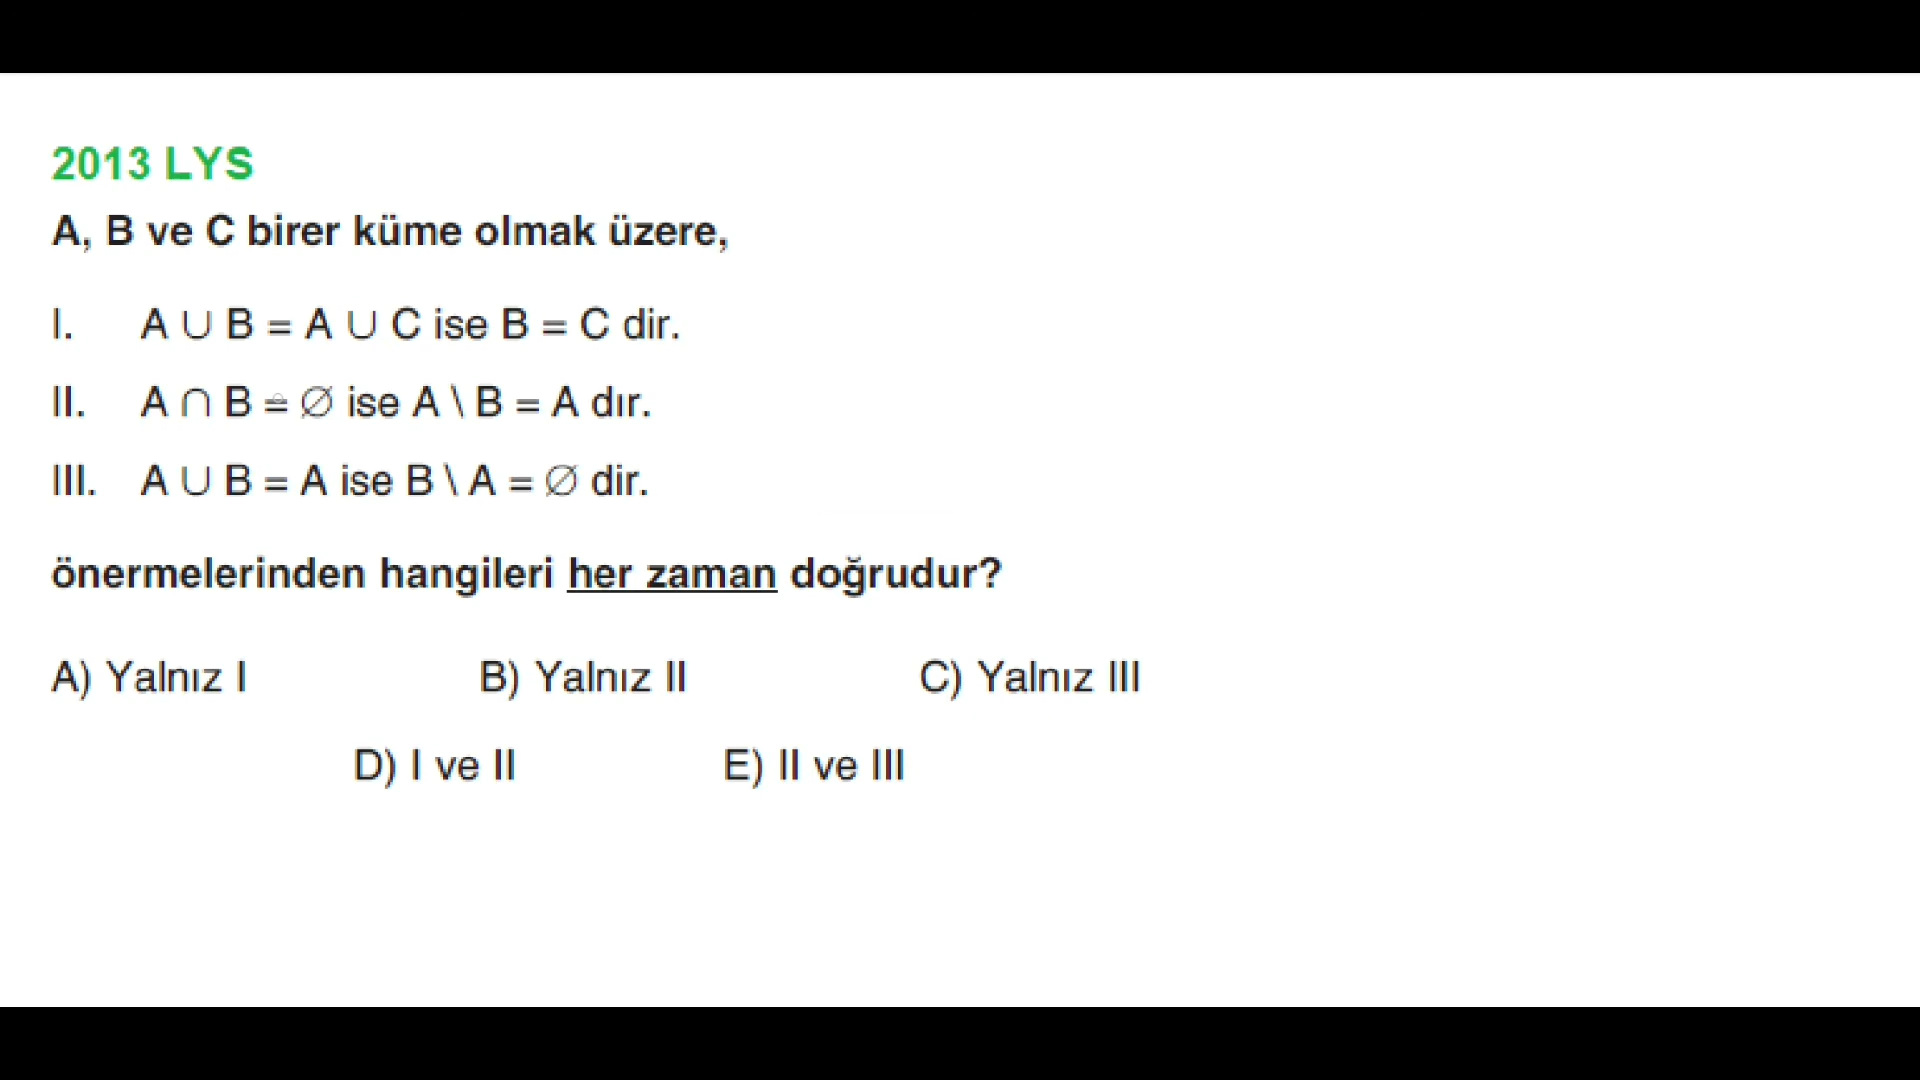 2013 LYS
A, B ve C birer küme olmak üzere,
I. A ∪ B = A ∪ C ise B = C dir.
II. A ∩ B = ∅ ise A \ B = A dır.
III. A ∪ B = A ise B \ A = ∅ dir.
önermelerinden hangileri her zaman doğrudur?
A) Yalnız I B) Yalnız II C) Yalnız III
D) I ve II E) II ve III